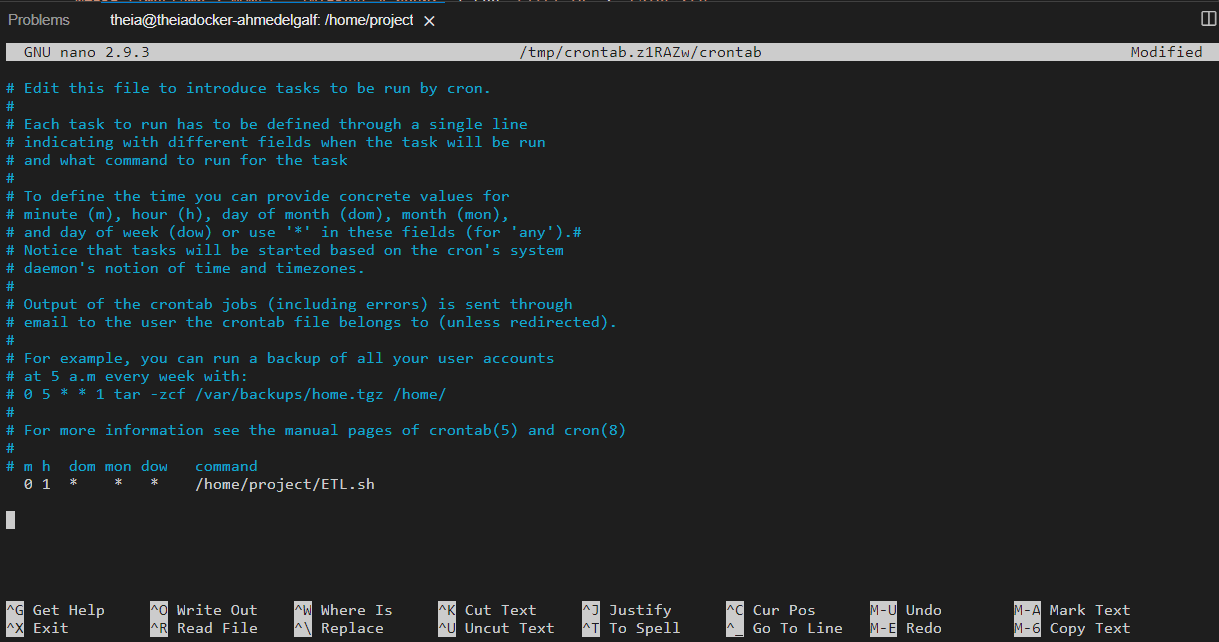 Problems theia@theiadocker-ahmedelgalf: /home/project ×
GNU nano 2.9.3 /tmp/crontab.z1RAZw/crontab Modified
# Edit this file to introduce tasks to be run by cron.
#
# Each task to run has to be defined through a single line
# indicating with different fields when the task will be run
# and what command to run for the task
#
# To define the time you can provide concrete values for
# minute (m), hour (h), day of month (dom), month (mon),
# and day of week (dow) or use '*' in these fields (for 'any').#
# Notice that tasks will be started based on the cron's system
# daemon's notion of time and timezones.
#
# Output of the crontab jobs (including errors) is sent through
# email to the user the crontab file belongs to (unless redirected).
#
# For example, you can run a backup of all your user accounts
# at 5 a.m every week with:
# 0 5 * * 1 tar -zcf /var/backups/home.tgz /home/
#
# For more information see the manual pages of crontab(5) and cron(8)
#
# m h  dom mon dow   command
  0 1  *    *   *    /home/project/ETL.sh
^G Get Help ^O Write Out ^W Where Is ^K Cut Text ^J Justify ^C Cur Pos M-U Undo M-A Mark Text
^X Exit ^R Read File ^\ Replace ^U Uncut Text ^T To Spell ^_ Go To Line M-E Redo M-6 Copy Text